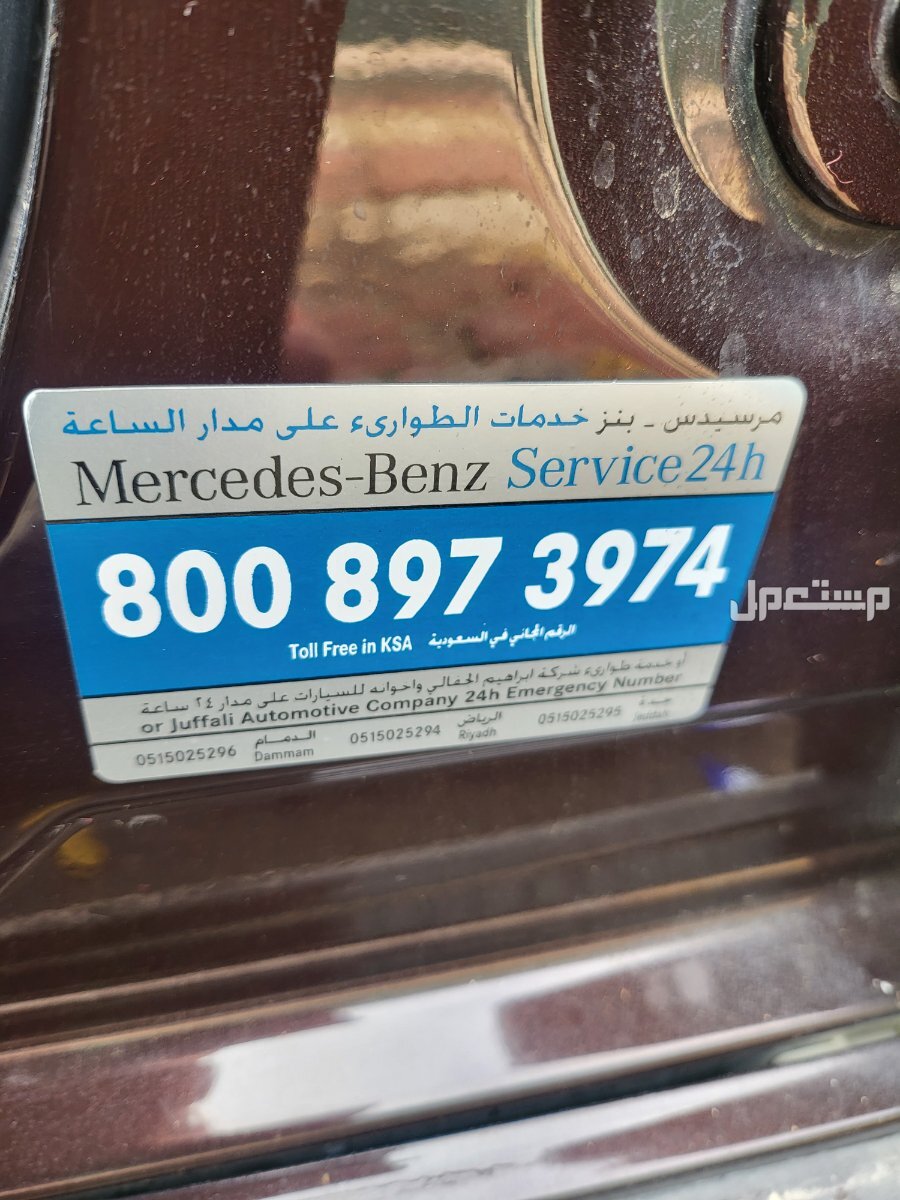 مرسيدس - بنز خدمات الطوارىء على مدار الساعة
Mercedes-Benz Service24h
800 897 3974
Toll Free in KSA الرقم المجاني في السعودية
أو خدمة طوارىء شركة ابراهيم الجفالي واخوانه للسيارات على مدار ٢٤ ساعة
or Juffali Automotive Company 24h Emergency Number
0515025296 الدمام Dammam 0515025294 الرياض Riyadh 0515025295 جدة Jeddah
مستعمل